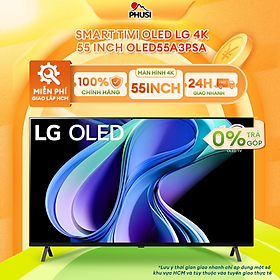 PHUSI
SMART TIVI OLED LG 4K
55 INCH OLED55A3PSA
MIỄN PHÍ
GIAO LẮP HCM
100%
CHÍNH HÃNG
MÀN HÌNH 4K
55INCH
24H
GIAO NHANH
LG OLED
0% TRẢ
GÓP
*Lưu ý thời gian giao nhanh chỉ áp dụng một số
khu vực HCM và tùy thuộc vào tuyến giao thực tế